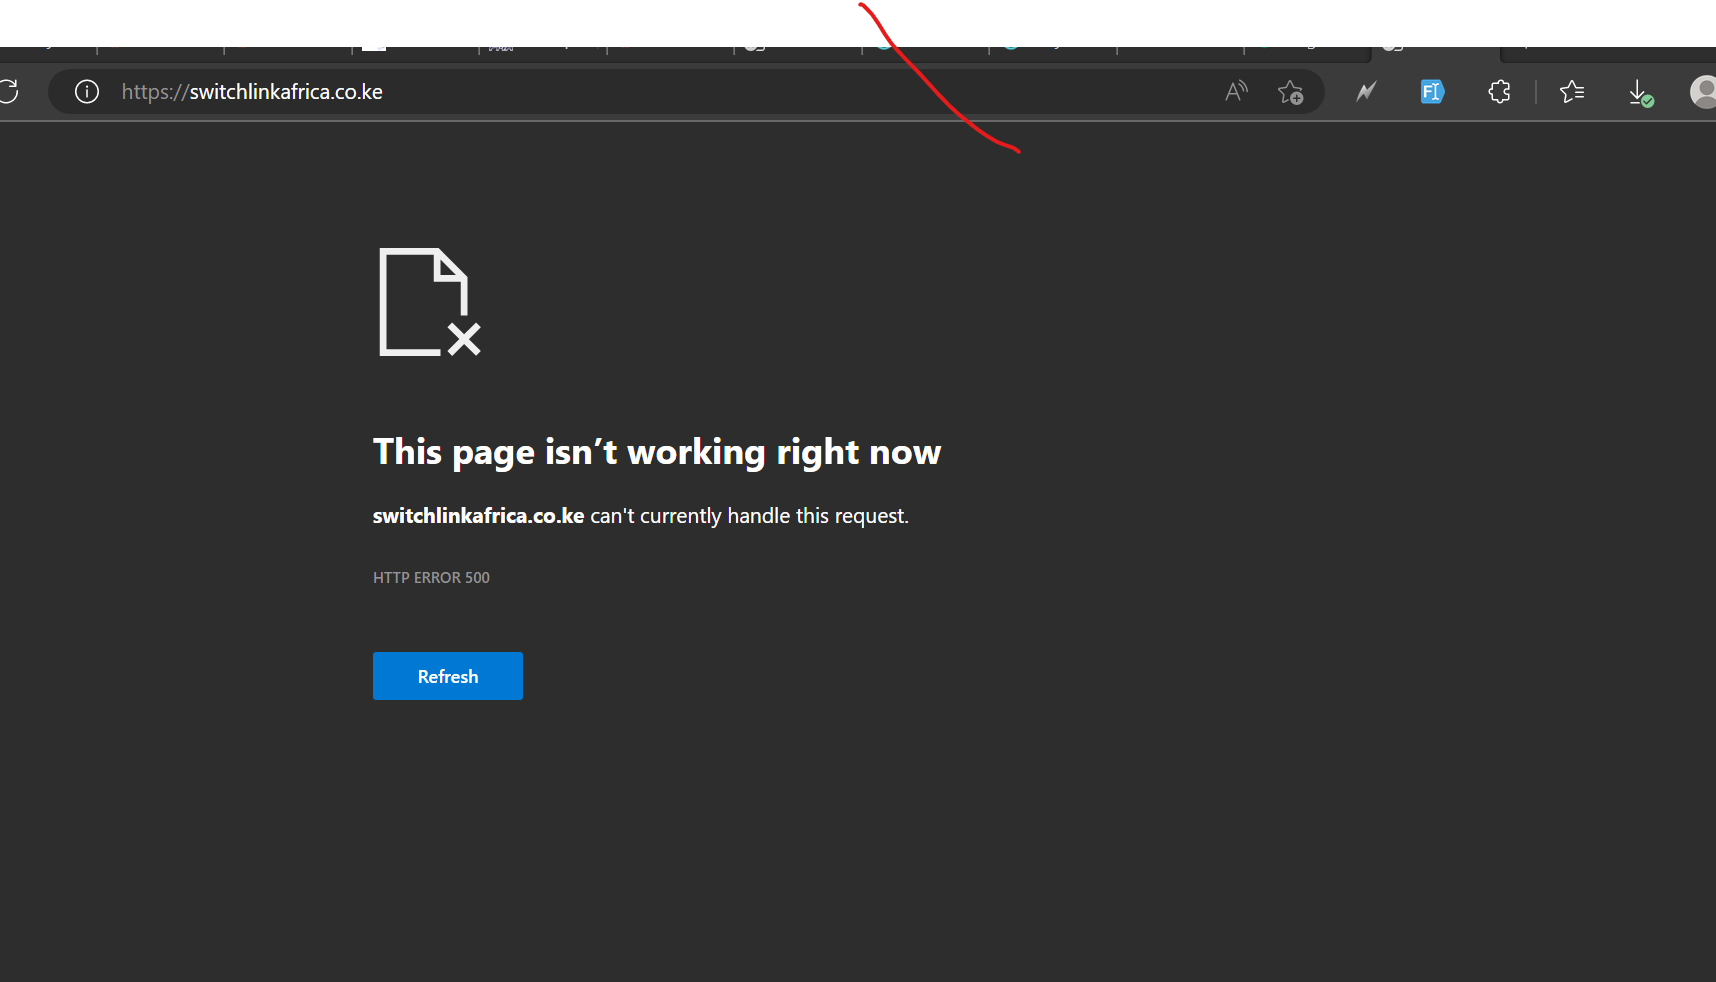 https://switchlinkafrica.co.ke
This page isn’t working right now
switchlinkafrica.co.ke can't currently handle this request.
HTTP ERROR 500
Refresh